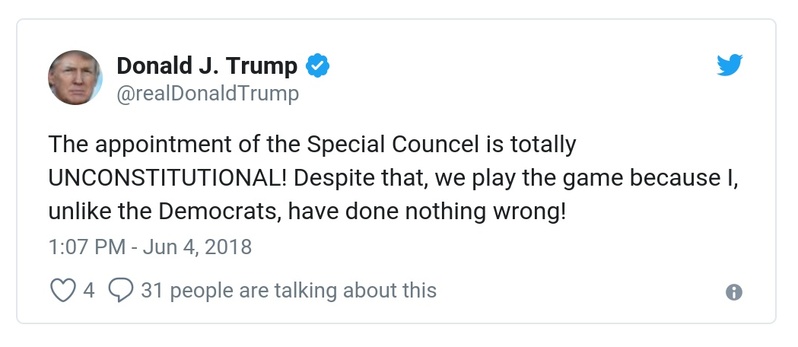 Donald J. Trump
@realDonaldTrump
The appointment of the Special Councel is totally
UNCONSTITUTIONAL! Despite that, we play the game because I,
unlike the Democrats, have done nothing wrong!
1:07 PM - Jun 4, 2018
4 31 people are talking about this